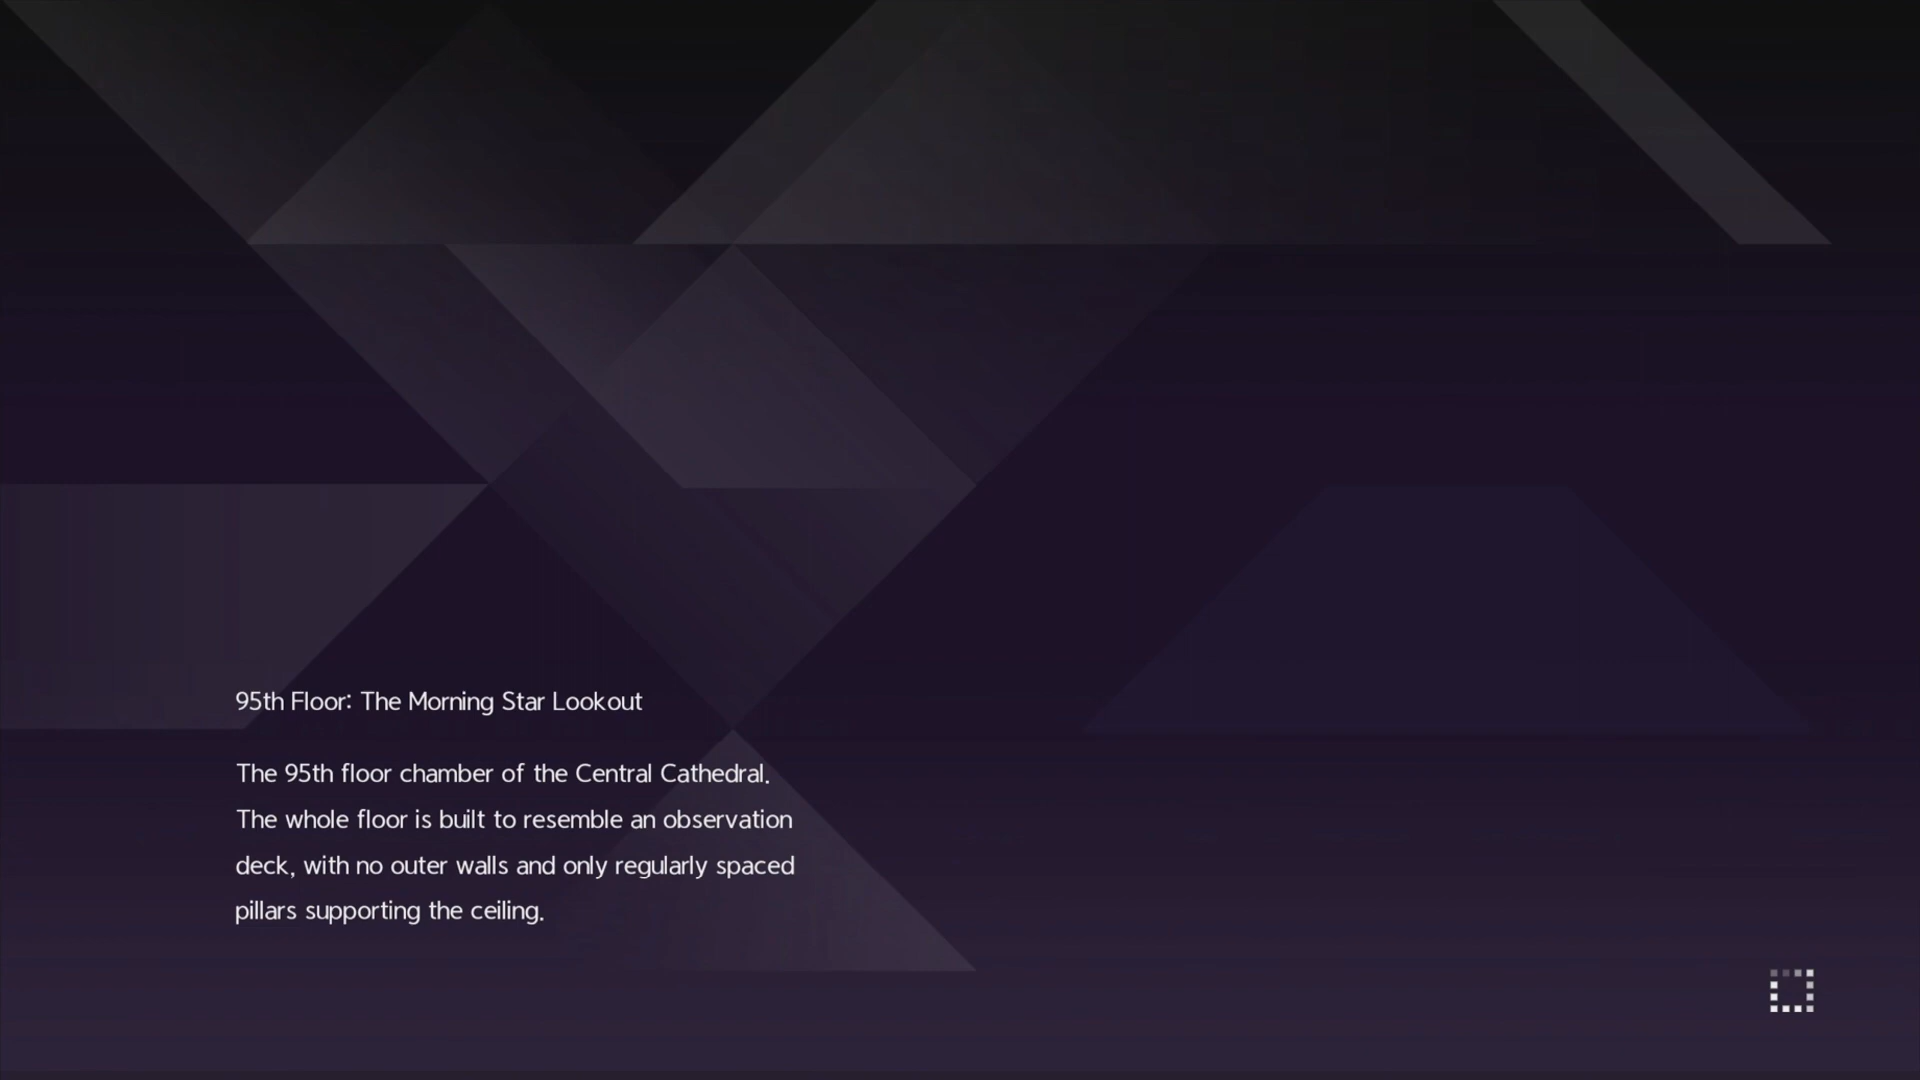 95th Floor: The Morning Star Lookout
The 95th floor chamber of the Central Cathedral.
The whole floor is built to resemble an observation
deck, with no outer walls and only regularly spaced
pillars supporting the ceiling.